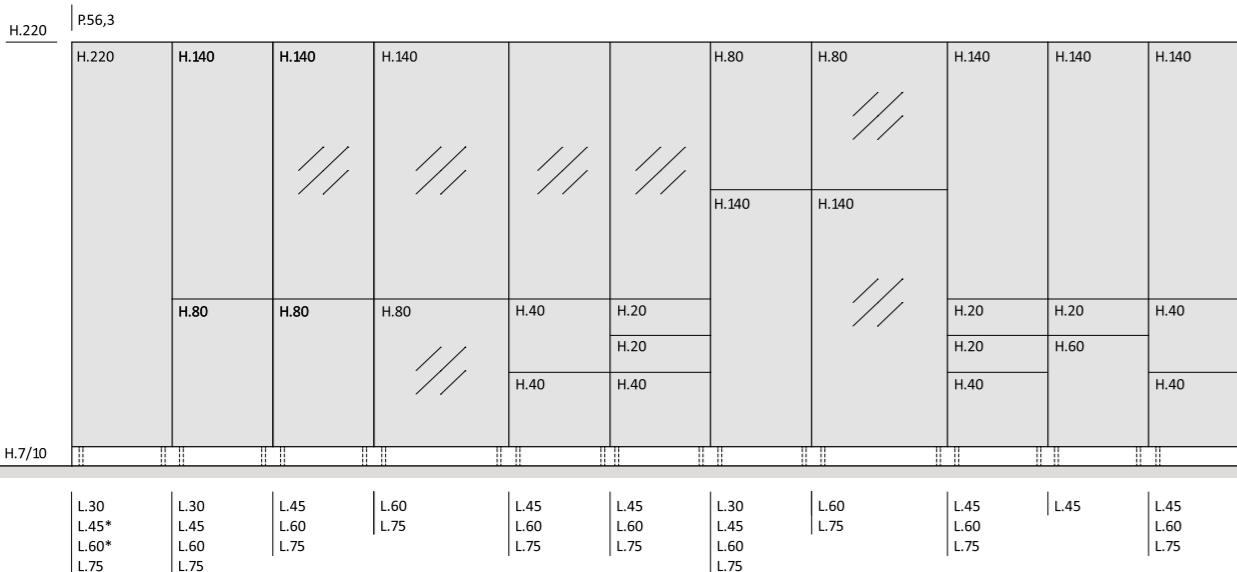 P.56,3
H.220
H.220 H.140 H.140 H.140 H.80 H.80 H.140 H.140 H.140
H.140 H.140
H.80 H.80 H.80 H.40 H.20 H.20 H.20 H.40
H.20 H.20 H.60
H.40 H.40 H.40 H.40
H.7/10
L.30 L.30 L.45 L.60 L.45 L.45 L.30 L.60 L.45 L.45 L.45
L.45* L.45 L.60 L.75 L.60 L.60 L.45 L.75 L.60 L.60
L.60* L.60 L.75 L.75 L.75 L.60 L.75 L.75
L.75 L.75 L.75